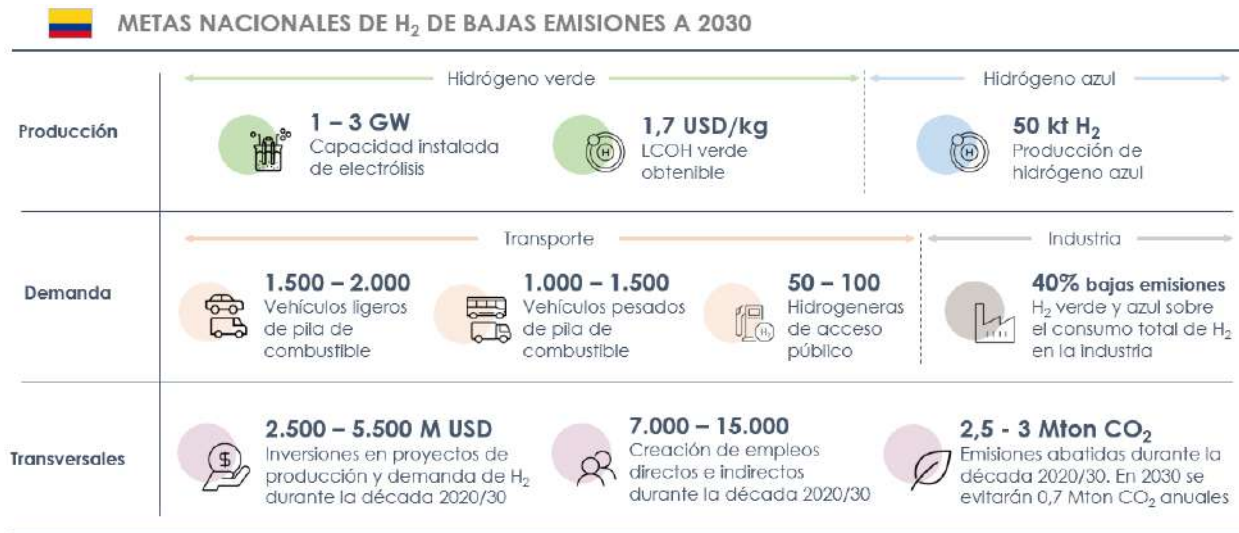 METAS NACIONALES DE H₂ DE BAJAS EMISIONES A 2030
Hidrógeno verde
Hidrógeno azul
Producción
1 – 3 GW
Capacidad instalada
de electrólisis
1,7 USD/kg
LCOH verde
obtenible
50 kt H₂
Producción de
hidrógeno azul
Transporte
Industria
Demanda
1.500 – 2.000
Vehículos ligeros
de pila de
combustible
1.000 – 1.500
Vehículos pesados
de pila de
combustible
50 – 100
Hidrogeneras
de acceso
público
H₂
40% bajas emisiones
H₂ verde y azul sobre
el consumo total de H₂
en la industria
Transversales
$
2.500 – 5.500 M USD
Inversiones en proyectos de
producción y demanda de H₂
durante la década 2020/30
7.000 – 15.000
Creación de empleos
directos e indirectos
durante la década 2020/30
2,5 - 3 Mton CO₂
Emisiones abatidas durante la
década 2020/30. En 2030 se
evitarán 0,7 Mton CO₂ anuales
H
H